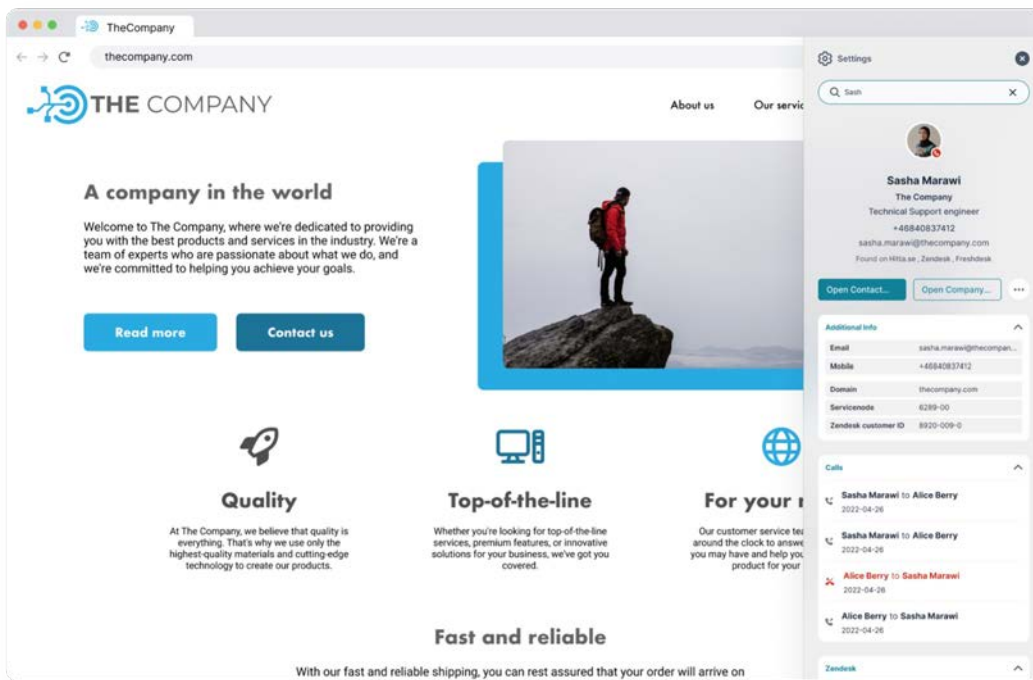 TheCompany
thecompany.com
THE COMPANY
About us
Our servic
A company in the world
Welcome to The Company, where we're dedicated to providing
you with the best products and services in the industry. We're a
team of experts who are passionate about what we do, and
we're committed to helping you achieve your goals.
Read more
Contact us
Quality
At The Company, we believe that quality is
everything. That's why we use only the
highest-quality materials and cutting-edge
technology to create our products.
Top-of-the-line
Whether you're looking for top-of-the-line
services, premium features, or innovative
solutions for your business, we've got you
covered.
For your
Our customer service tea
around the clock to answe
you may have and help you
product for your
Fast and reliable
With our fast and reliable shipping, you can rest assured that your order will arrive on
Settings
Sash
Sasha Marawi
The Company
Technical Support engineer
+46840837412
sasha.marawi@thecompany.com
Found on Hitta.se , Zendesk , Freshdesk
Open Contact...
Open Company...
Additional Info
Email sasha.marawi@thecompan...
Mobile +46840837412
Domain thecompany.com
Servicenode 6289-00
Zendesk customer ID 8920-009-0
Calls
Sasha Marawi to Alice Berry
2022-04-26
Sasha Marawi to Alice Berry
2022-04-26
Alice Berry to Sasha Marawi
2022-04-26
Alice Berry to Sasha Marawi
2022-04-26
Zendesk